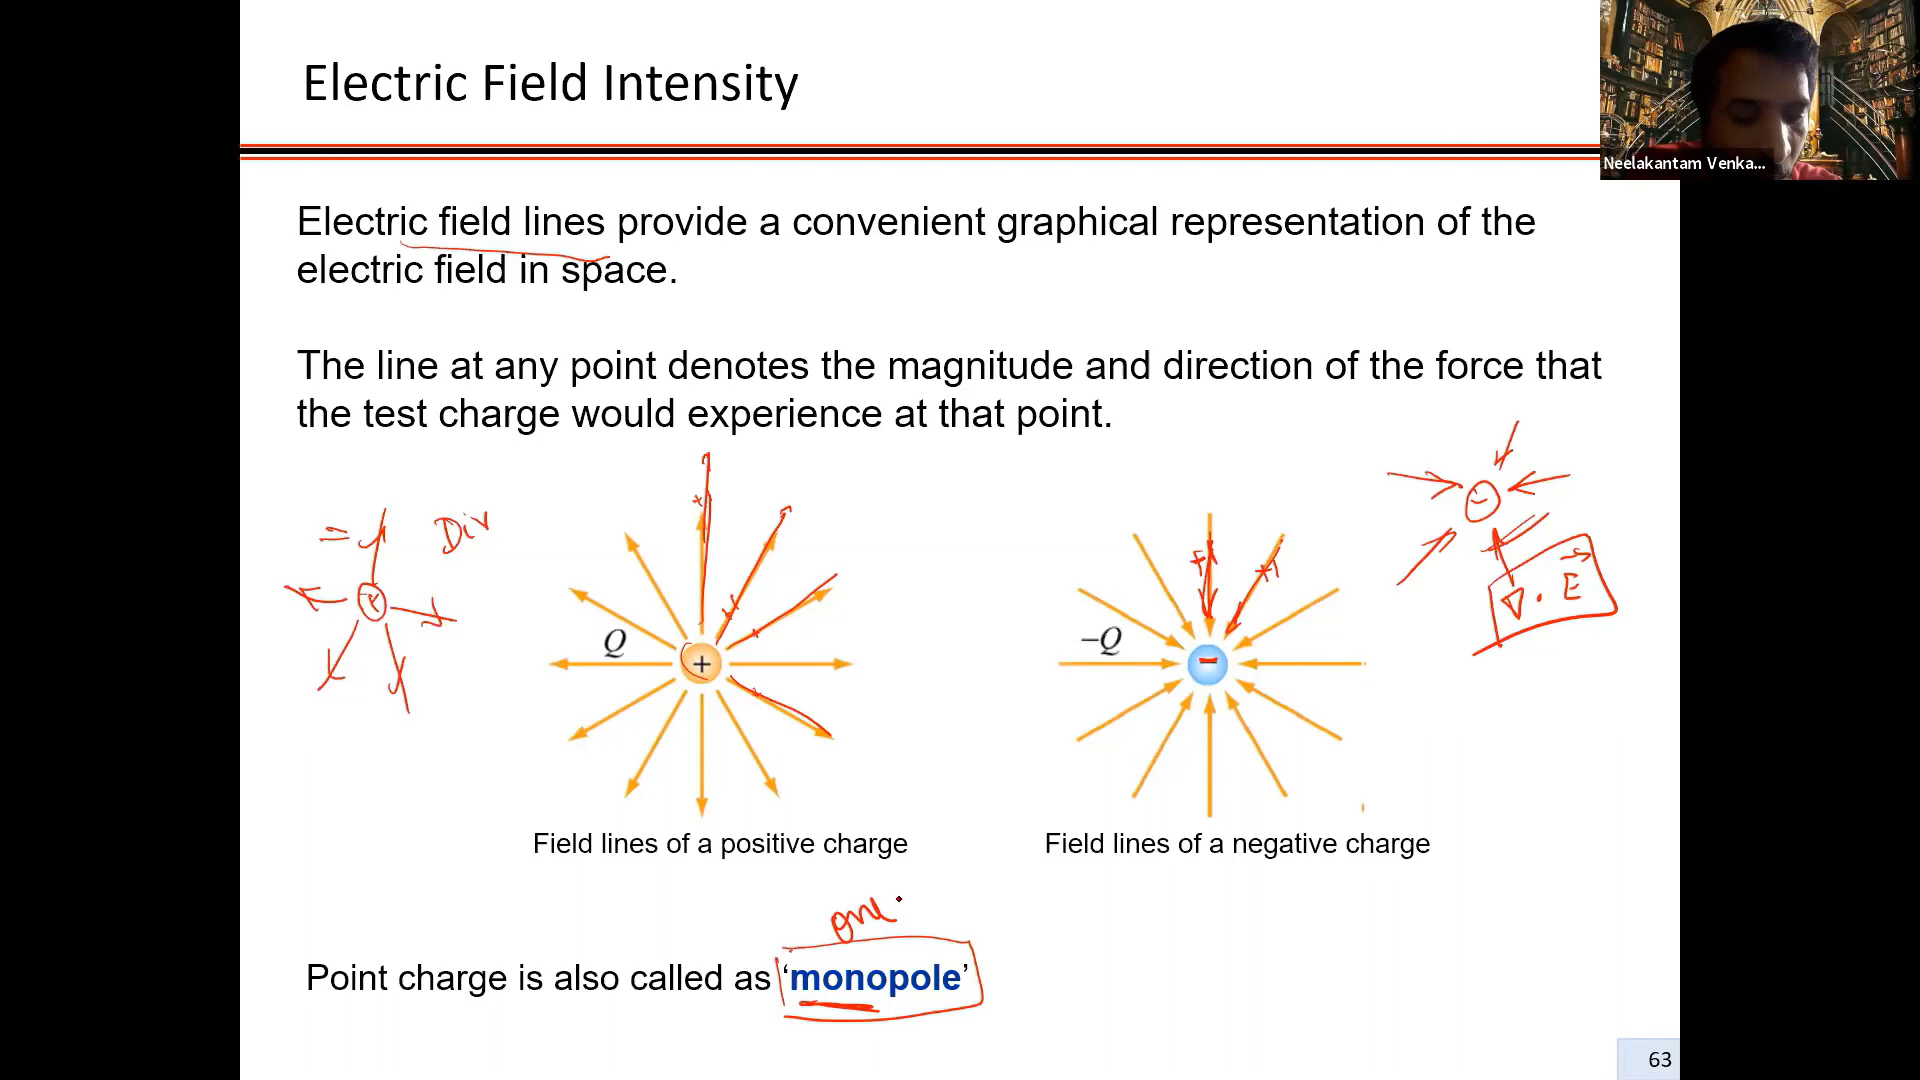 Electric Field Intensity
Neelakantam Venka...
Electric field lines provide a convenient graphical representation of the
electric field in space.
The line at any point denotes the magnitude and direction of the force that
the test charge would experience at that point.
Div
Q
+
−Q
−
∇ · E
Field lines of a positive charge
Field lines of a negative charge
one
Point charge is also called as ‘monopole’
63